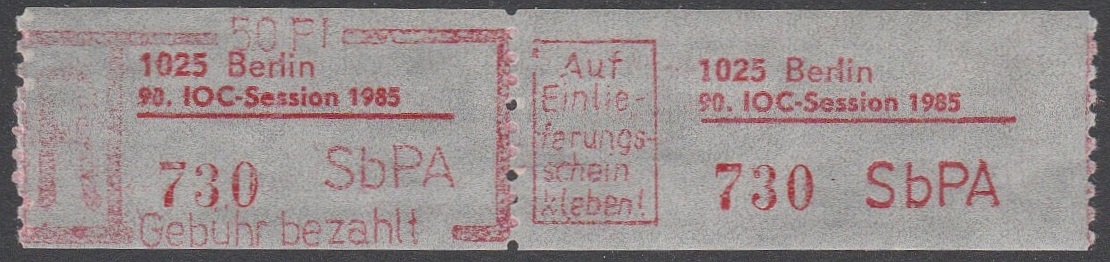 50 Pf
1025 Berlin
90. IOC-Session 1985
R
730 SbPA
Gebühr bezahlt
Auf
Einlie-
ferungs-
schein
kleben!
1025 Berlin
90. IOC-Session 1985
730 SbPA